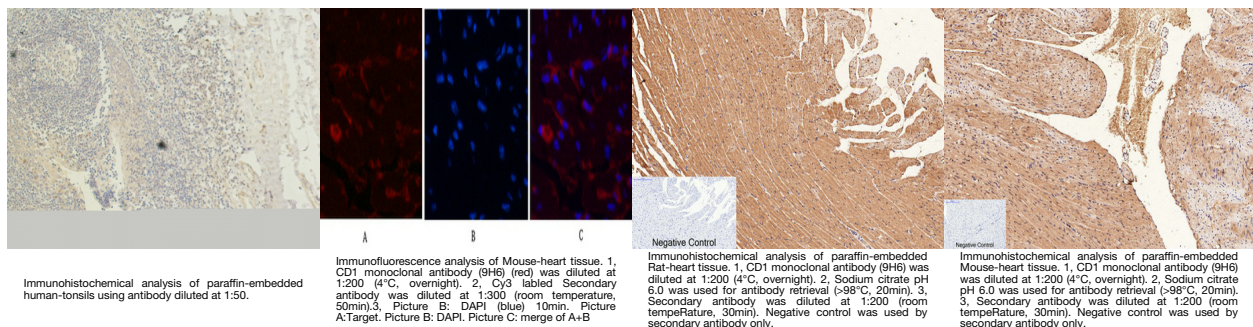 A
B
C
Negative Control
Negative Control
Immunohistochemical analysis of paraffin-embedded
human-tonsils using antibody diluted at 1:50.
Immunofluorescence analysis of Mouse-heart tissue. 1,
CD1 monoclonal antibody (9H6) (red) was diluted at
1:200 (4°C, overnight). 2, Cy3 labled Secondary
antibody was diluted at 1:300 (room temperature,
50min).3, Picture B: DAPI (blue) 10min. Picture
A:Target. Picture B: DAPI. Picture C: merge of A+B
Immunohistochemical analysis of paraffin-embedded
Rat-heart tissue. 1, CD1 monoclonal antibody (9H6) was
diluted at 1:200 (4°C, overnight). 2, Sodium citrate pH
6.0 was used for antibody retrieval (>98°C, 20min). 3,
Secondary antibody was diluted at 1:200 (room
tempeRature, 30min). Negative control was used by
secondary antibody only.
Immunohistochemical analysis of paraffin-embedded
Mouse-heart tissue. 1, CD1 monoclonal antibody (9H6)
was diluted at 1:200 (4°C, overnight). 2, Sodium citrate
pH 6.0 was used for antibody retrieval (>98°C, 20min).
3, Secondary antibody was diluted at 1:200 (room
tempeRature, 30min). Negative control was used by
secondary antibody only.